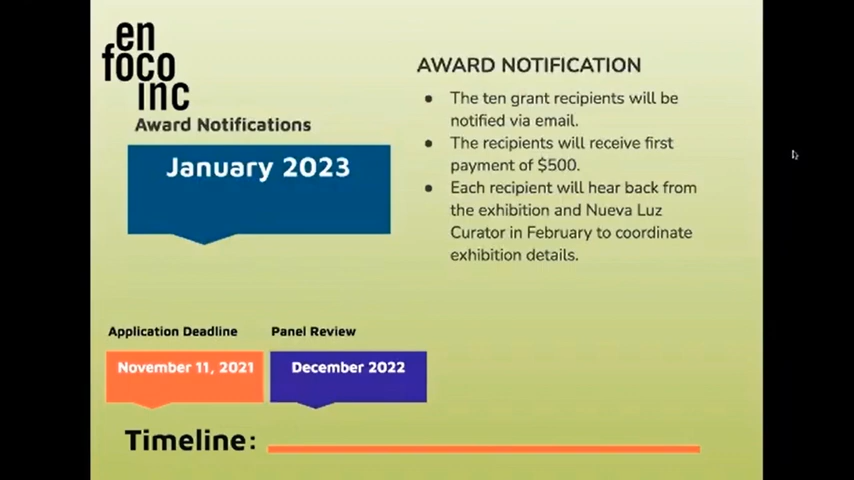 en
foco
inc
Award Notifications
January 2023
AWARD NOTIFICATION
● The ten grant recipients will be
notified via email.
● The recipients will receive first
payment of $500.
● Each recipient will hear back from
the exhibition and Nueva Luz
Curator in February to coordinate
exhibition details.
Application Deadline
November 11, 2021
Panel Review
December 2022
Timeline: